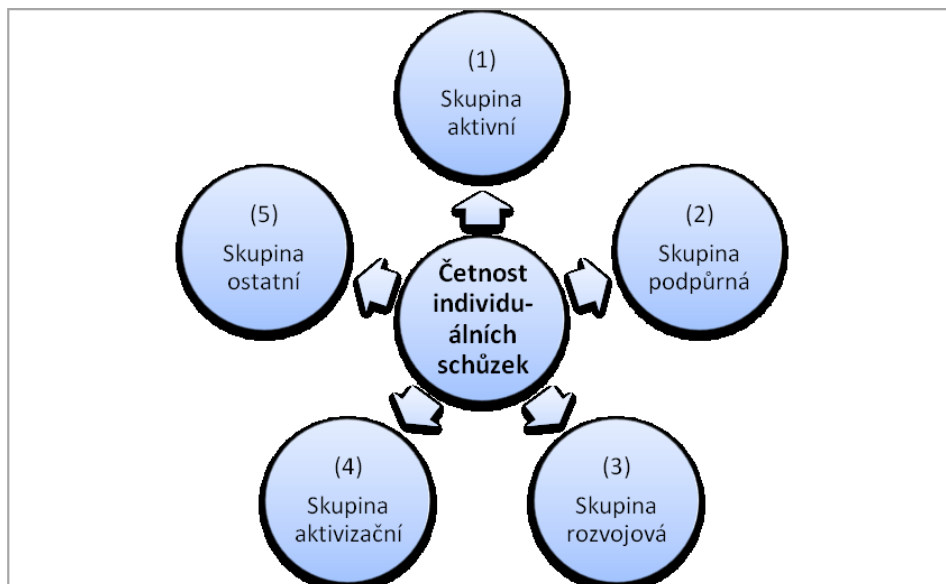 (1)
Skupina
aktivní
(2)
Skupina
podpůrná
(3)
Skupina
rozvojová
(4)
Skupina
aktivizační
(5)
Skupina
ostatní
Četnost
individu-
álních
schůzek